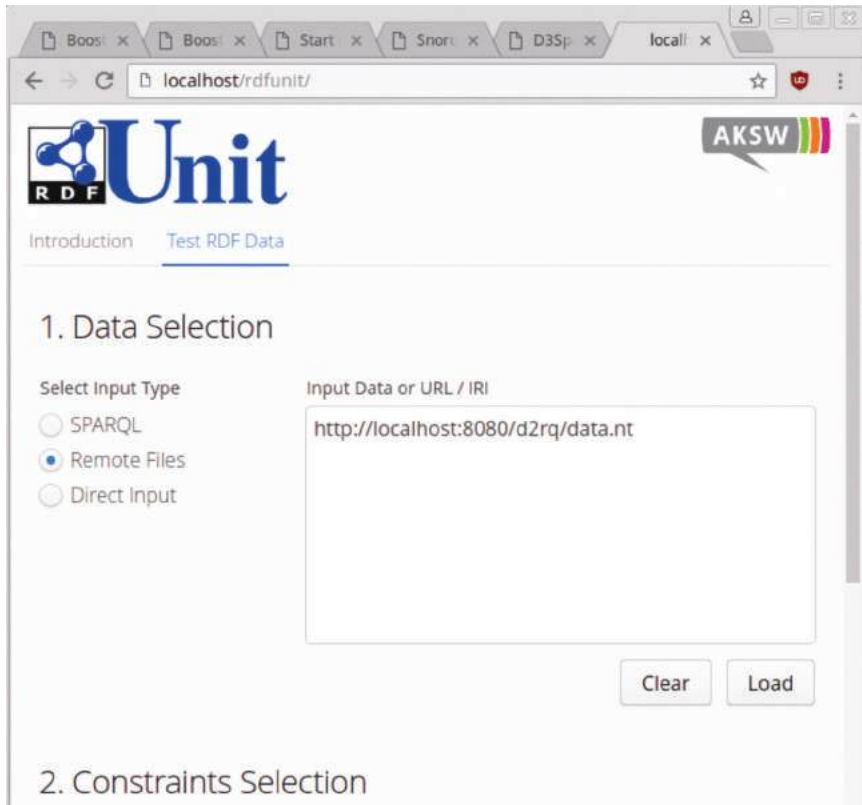 Boost
Boost
Start
Snor
D3Sp
local
localhost/rdfunit/
RDF
Unit
AKSW
Introduction
Test RDF Data
1. Data Selection
Select Input Type
SPARQL
Remote Files
Direct Input
Input Data or URL / IRI
http://localhost:8080/d2rq/data.nt
Clear
Load
2. Constraints Selection